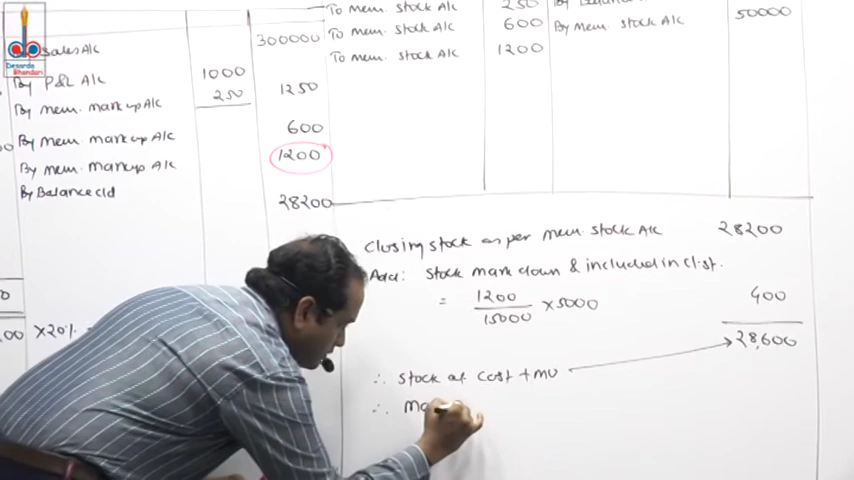 Desarda
Bhandari
Sales A/c 300000
By P&L A/c 1000
By mem. mark up A/c 250 1250
By mem mark up A/c 600
By mem. markup A/c 1200
By Balance c/d 28200
To mem. stock A/c 250
To mem. stock A/c 600
To mem. stock A/c 1200
By mem. stock A/c 50000
Closing stock as per mem. stock A/c 28200
Add: Stock mark down & included in cl st.
= 1200/15000 x 5000 400
28,600
∴ Stock at cost + MU
∴ Ma
x20%